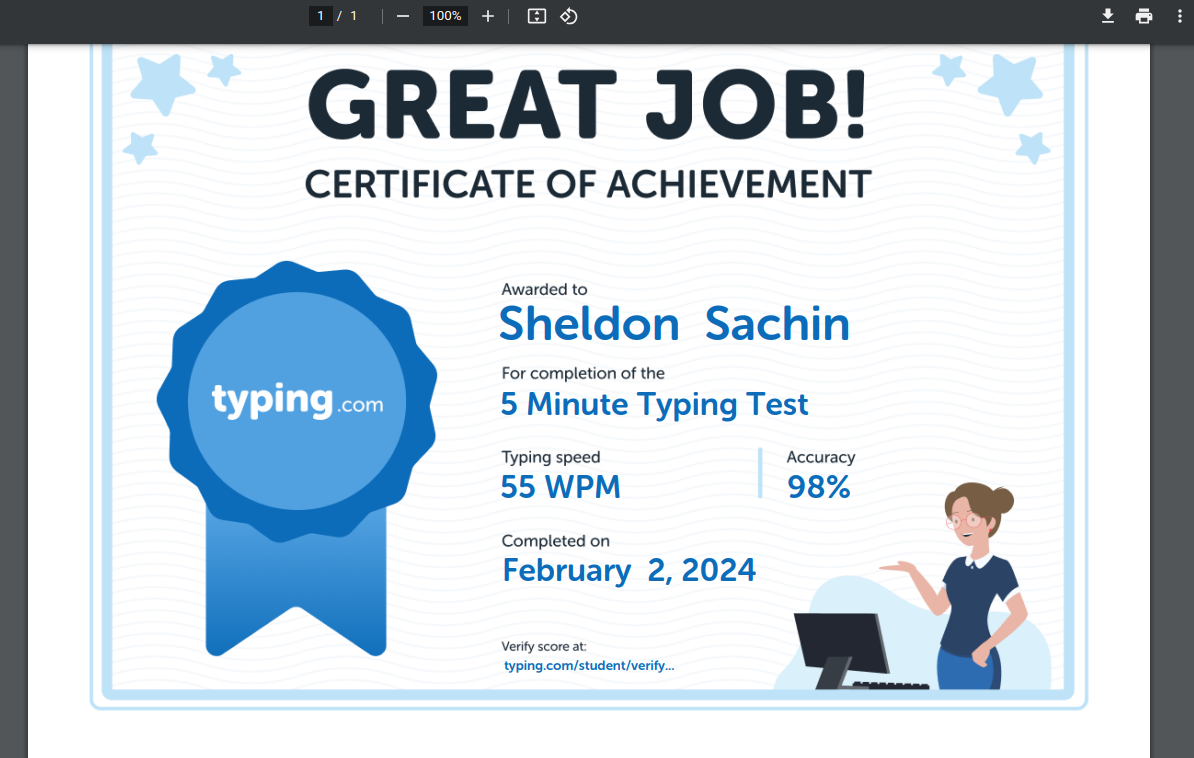 1 / 1 100%
GREAT JOB!
CERTIFICATE OF ACHIEVEMENT
typing.com
Awarded to
Sheldon Sachin
For completion of the
5 Minute Typing Test
Typing speed
55 WPM
Accuracy
98%
Completed on
February 2, 2024
Verify score at:
typing.com/student/verify...